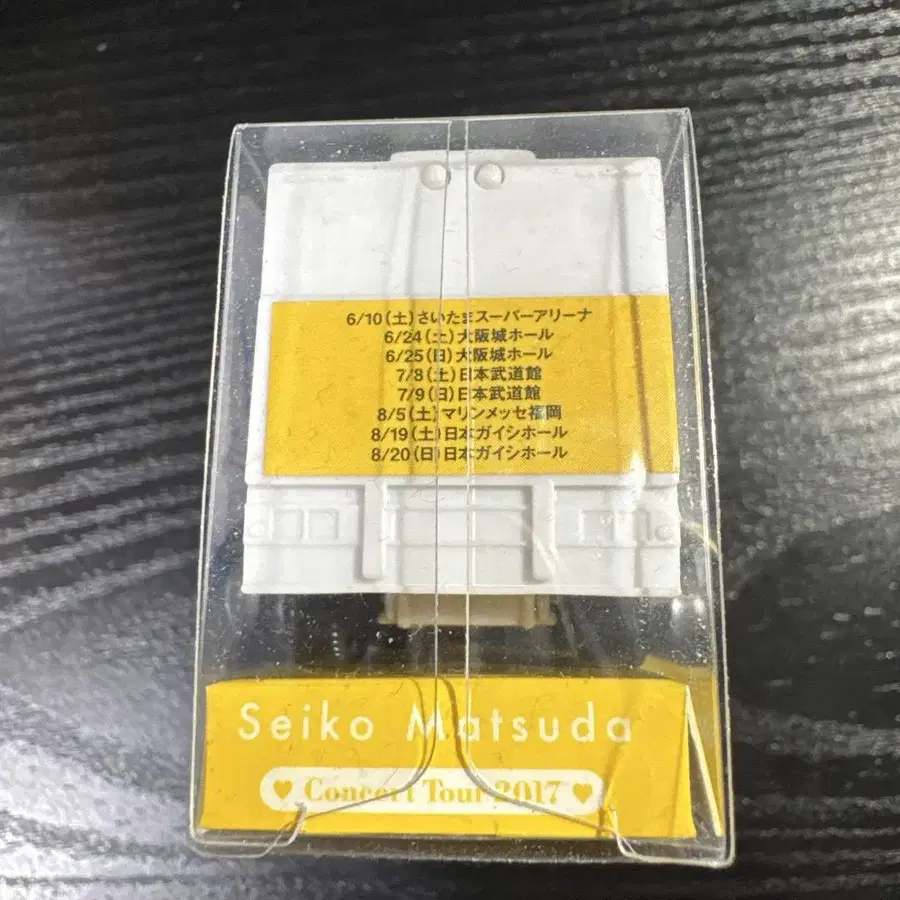 6/10(土)さいたまスーパーアリーナ
6/24(土)大阪城ホール
6/25(日)大阪城ホール
7/8(土)日本武道館
7/9(日)日本武道館
8/5(土)マリンメッセ福岡
8/19(土)日本ガイシホール
8/20(日)日本ガイシホール
Seiko Matsuda
♥ Concert Tour 2017 ♥